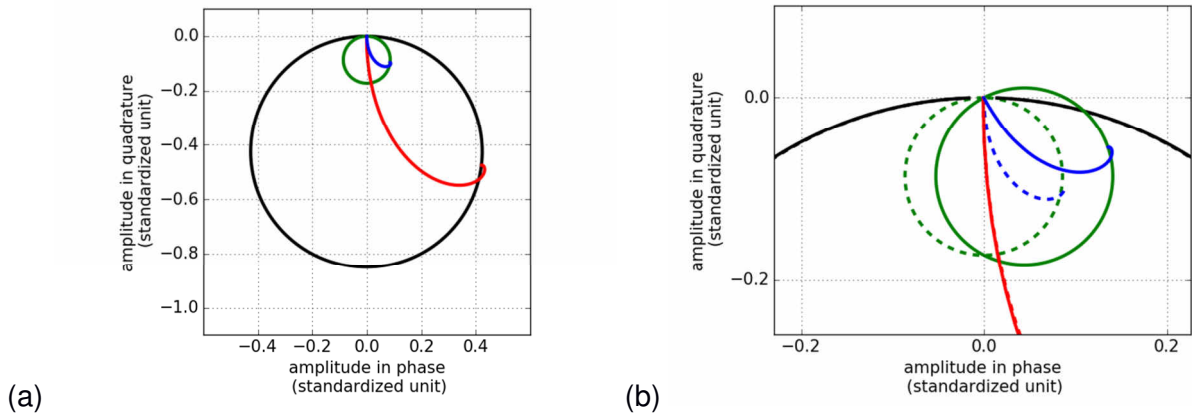 0.0
−0.2
−0.4
−0.6
−0.8
−1.0
−0.4 −0.2 0.0 0.2 0.4
amplitude in quadrature
(standardized unit)
amplitude in phase
(standardized unit)
(a)
0.0
−0.2
−0.2 0.0 0.2
amplitude in quadrature
(standardized unit)
amplitude in phase
(standardized unit)
(b)